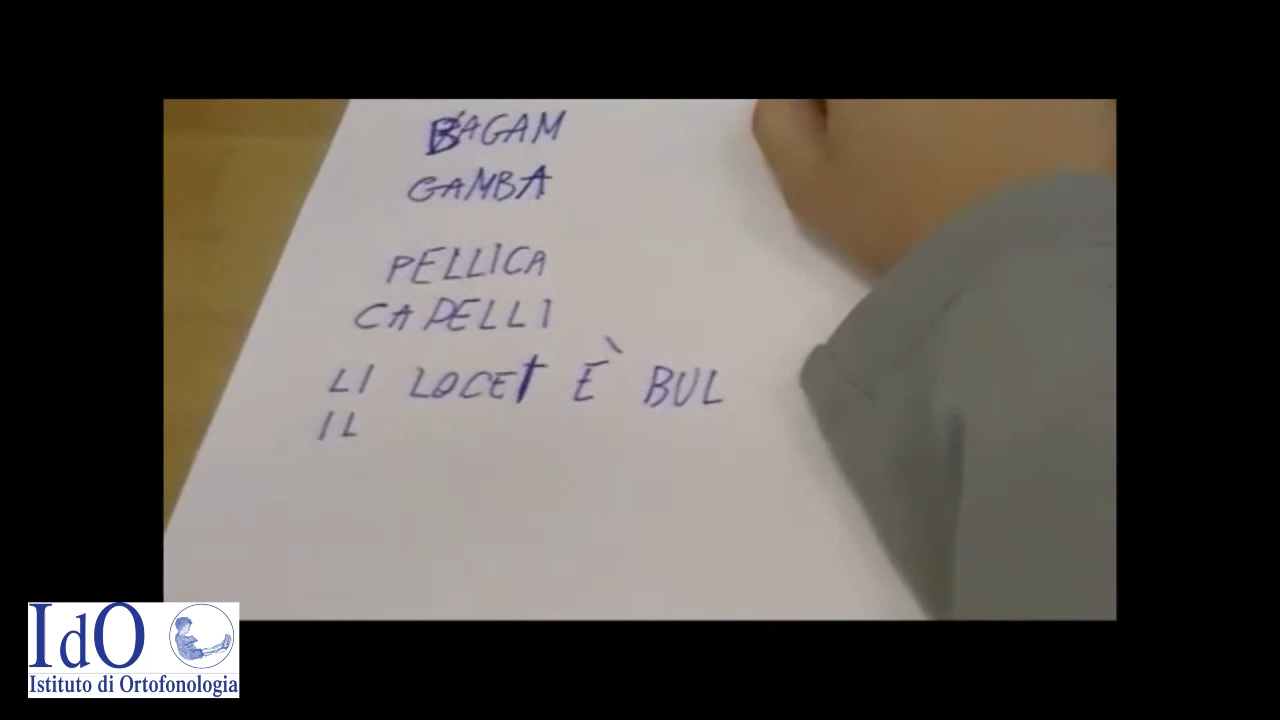 BAGAM
GAMBA
PELLICA
CAPELLI
LI LOCET È BUL
IL
IdO
Istituto di Ortofonologia